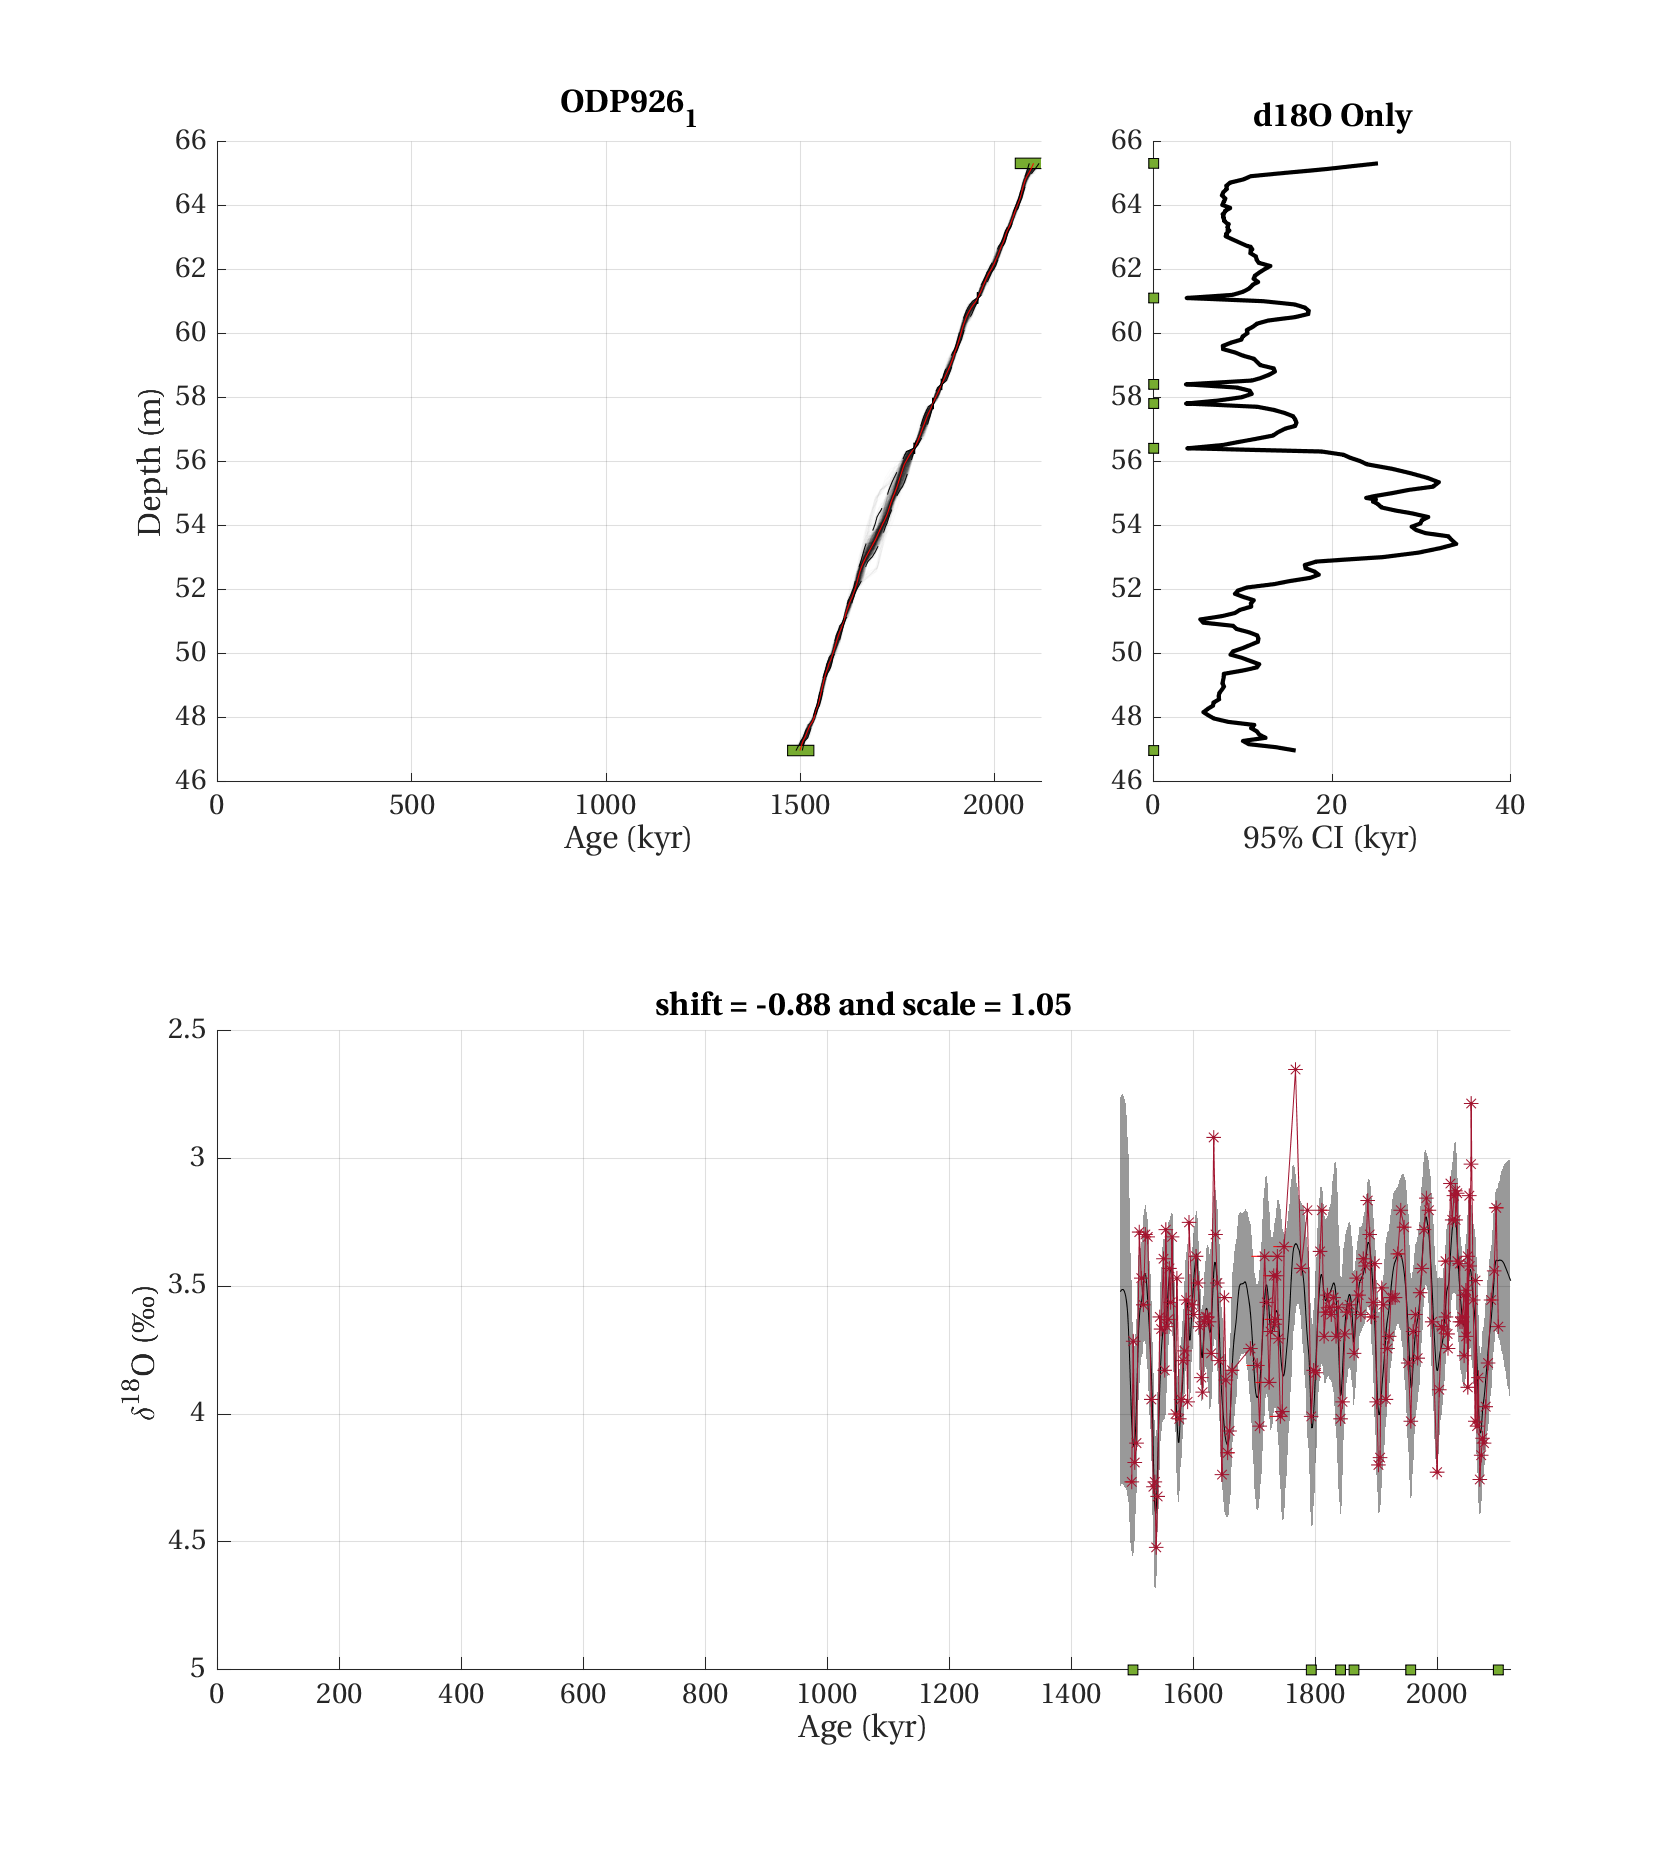 ODP926₁
66
64
62
60
58
56
54
52
50
48
46
Depth (m)
0 500 1000 1500 2000
Age (kyr)
d18O Only
66
64
62
60
58
56
54
52
50
48
46
0 20 40
95% CI (kyr)
shift = -0.88 and scale = 1.05
2.5
3
3.5
4
4.5
5
δ¹⁸O (‰)
0 200 400 600 800 1000 1200 1400 1600 1800 2000
Age (kyr)